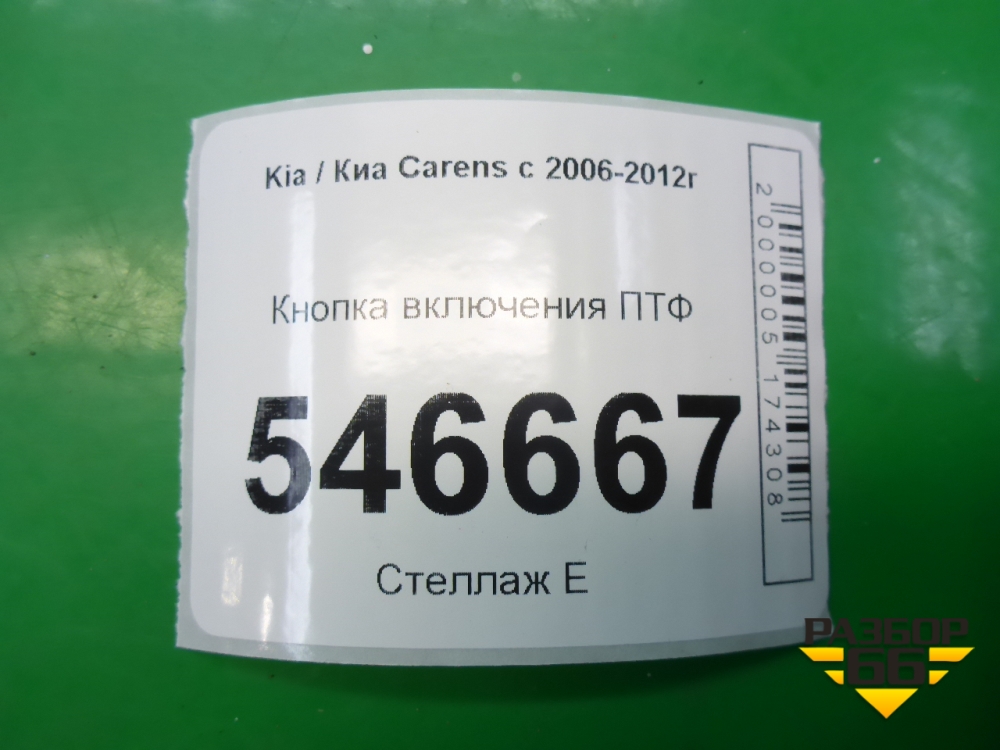 Kia / Киа Carens с 2006-2012г
Кнопка включения ПТФ
546667
Стеллаж Е
2000005174308
РАЗБОР
66